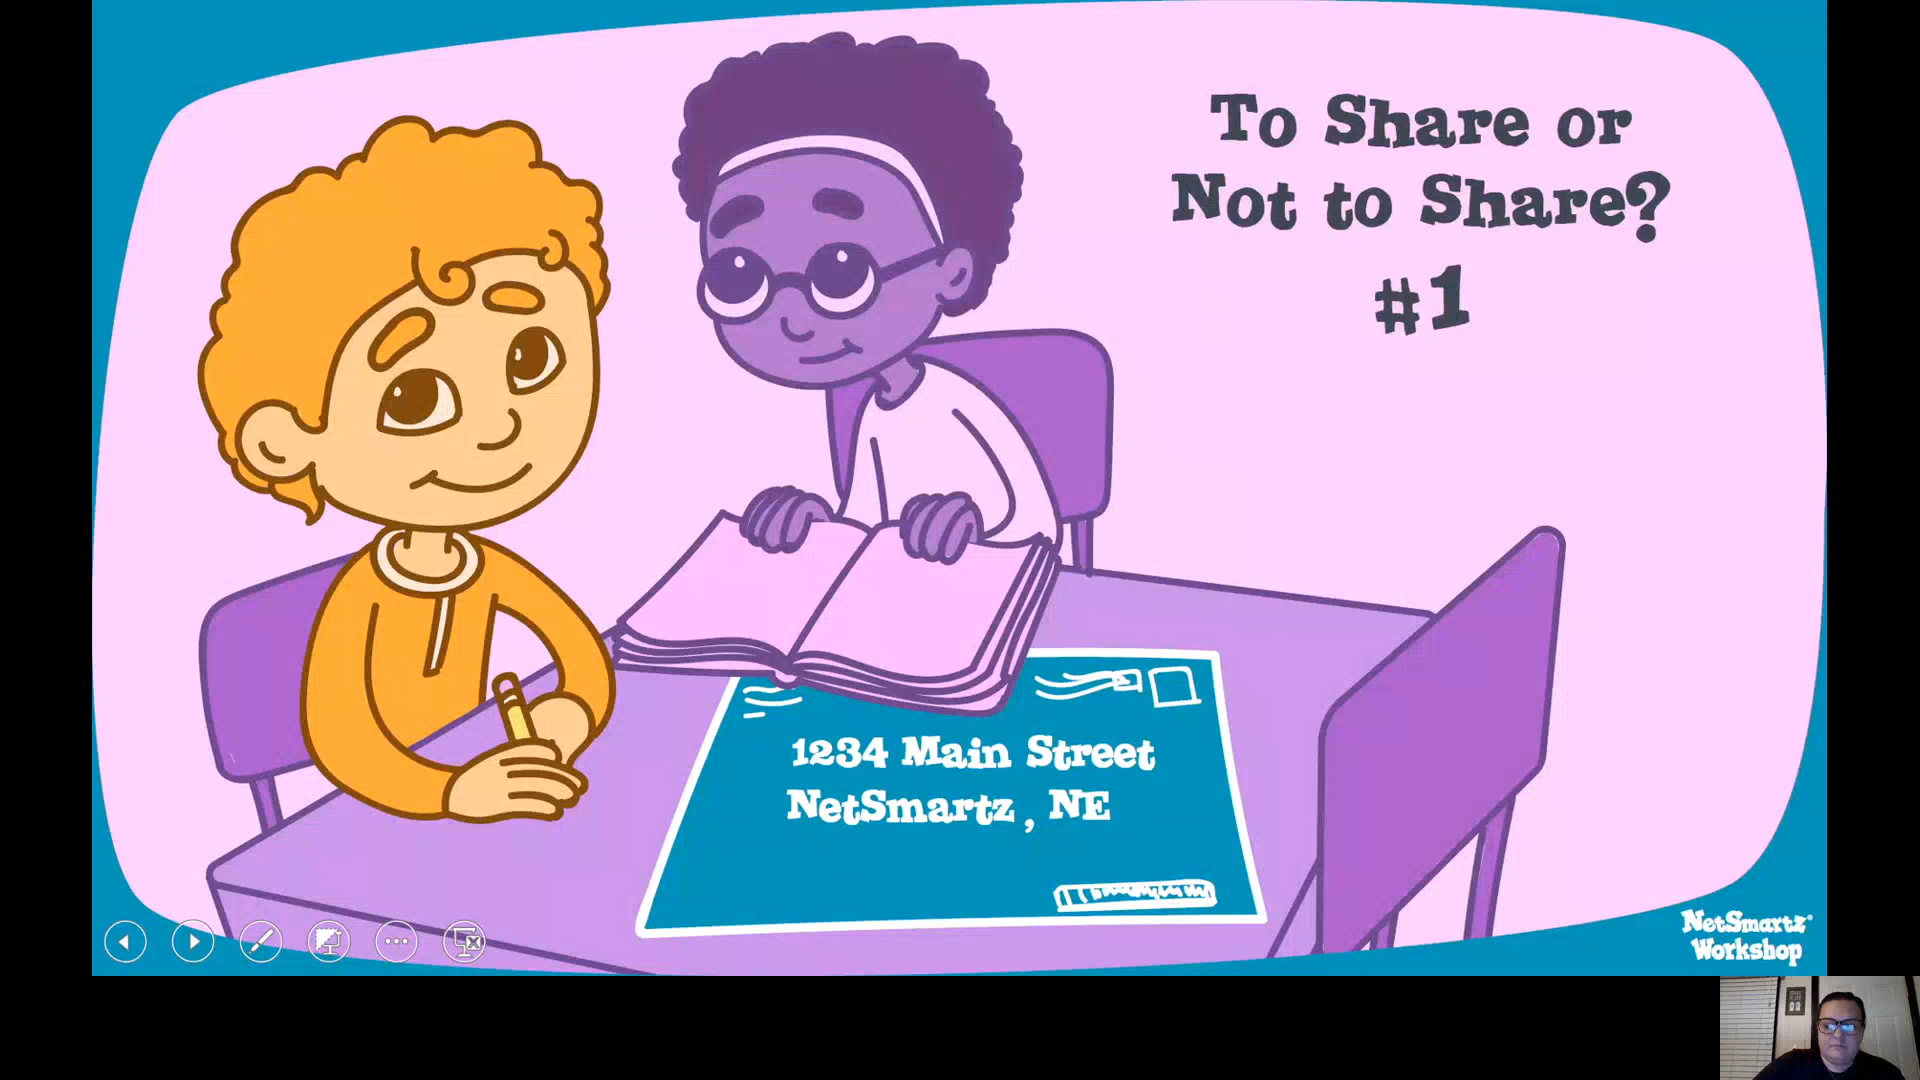 To Share or
Not to Share?
#1
1234 Main Street
NetSmartz, NE
NetSmartz®
Workshop